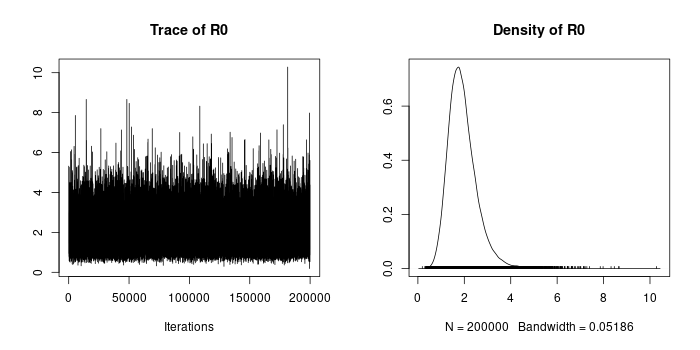 Trace of R0
10
8
6
4
2
0
0 50000 100000 150000 200000
Iterations
Density of R0
0.6
0.4
0.2
0.0
0 2 4 6 8 10
N = 200000 Bandwidth = 0.05186